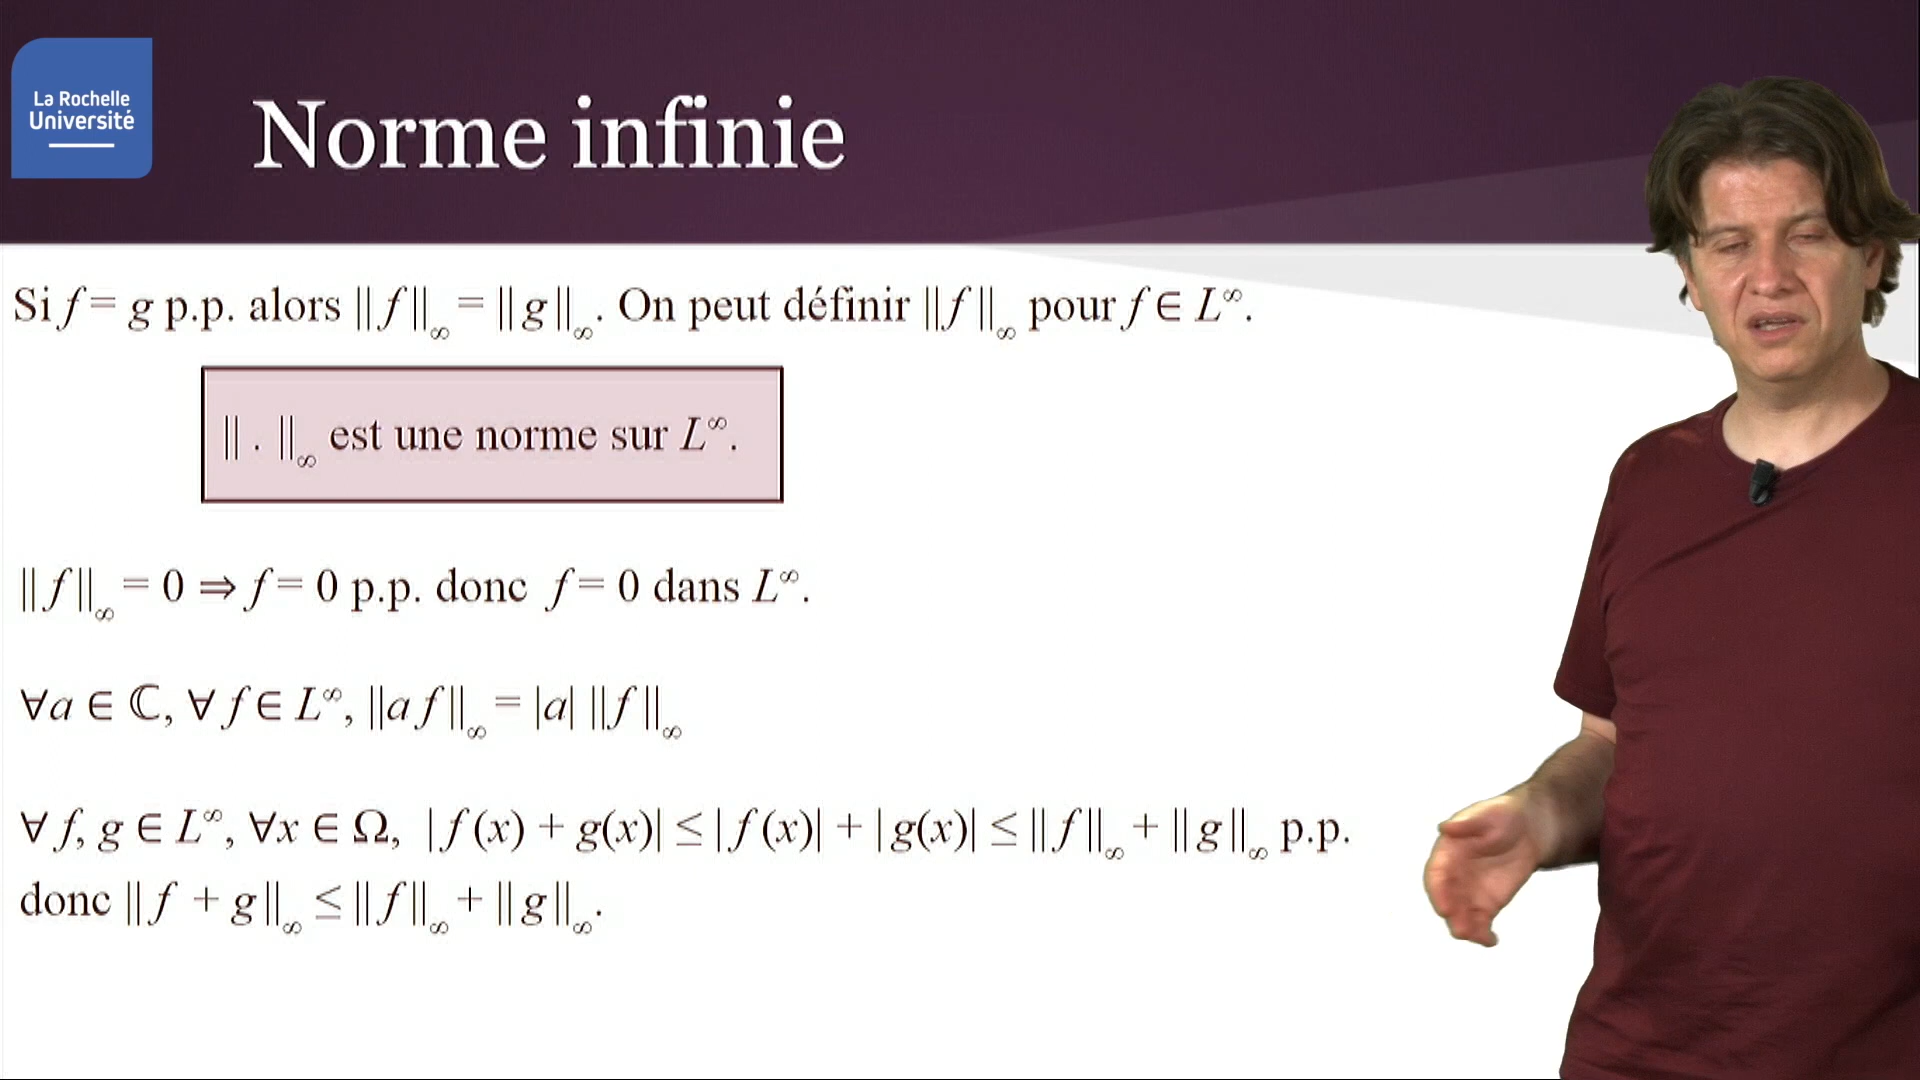 La Rochelle
Université
Norme infinie
Si f = g p.p. alors ||f||∞ = ||g||∞. On peut définir ||f||∞ pour f ∈ L^∞.
|| . ||∞ est une norme sur L^∞.
||f||∞ = 0 ⇒ f = 0 p.p. donc f = 0 dans L^∞.
∀a ∈ ℂ, ∀ f ∈ L^∞, ||a f||∞ = |a| ||f||∞
∀ f, g ∈ L^∞, ∀x ∈ Ω, |f(x) + g(x)| ≤ |f(x)| + |g(x)| ≤ ||f||∞ + ||g||∞ p.p.
donc ||f + g||∞ ≤ ||f||∞ + ||g||∞.